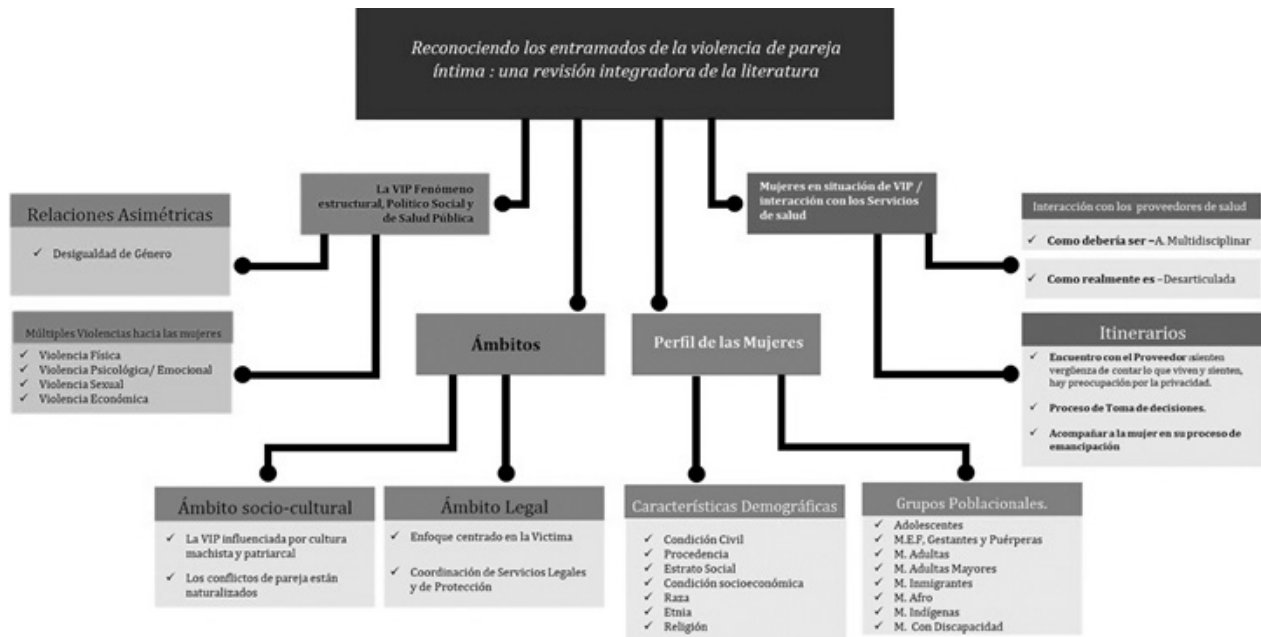 Reconociendo los entramados de la violencia de pareja
íntima : una revisión integradora de la literatura
La VIP Fenómeno
estructural, Político Social y
de Salud Pública
Relaciones Asimétricas
✓ Desigualdad de Género
Múltiples Violencias hacia las mujeres
✓ Violencia Física
✓ Violencia Psicológica/ Emocional
✓ Violencia Sexual
✓ Violencia Económica
Ámbitos
Ámbito socio-cultural
✓ La VIP influenciada por cultura
machista y patriarcal
✓ Los conflictos de pareja están
naturalizados
Ámbito Legal
✓ Enfoque centrado en la Victima
✓ Coordinación de Servicios Legales
y de Protección
Perfil de las Mujeres
Características Demográficas
✓ Condición Civil
✓ Procedencia
✓ Estrato Social
✓ Condición socioeconómica
✓ Raza
✓ Etnia
✓ Religión
Grupos Poblacionales.
✓ Adolescentes
✓ M.E.F, Gestantes y Puérperas
✓ M. Adultas
✓ M. Adultas Mayores
✓ M. Inmigrantes
✓ M. Afro
✓ M. Indígenas
✓ M. Con Discapacidad
Mujeres en situación de VIP /
interacción con los Servicios
de salud
Interacción con los proveedores de salud
✓ Como debería ser –A. Multidisciplinar
✓ Como realmente es –Desarticulada
Itinerarios
✓ Encuentro con el Proveedor :sienten
vergüenza de contar lo que viven y sienten,
hay preocupación por la privacidad.
✓ Proceso de Toma de decisiones.
✓ Acompañar a la mujer en su proceso de
emancipación